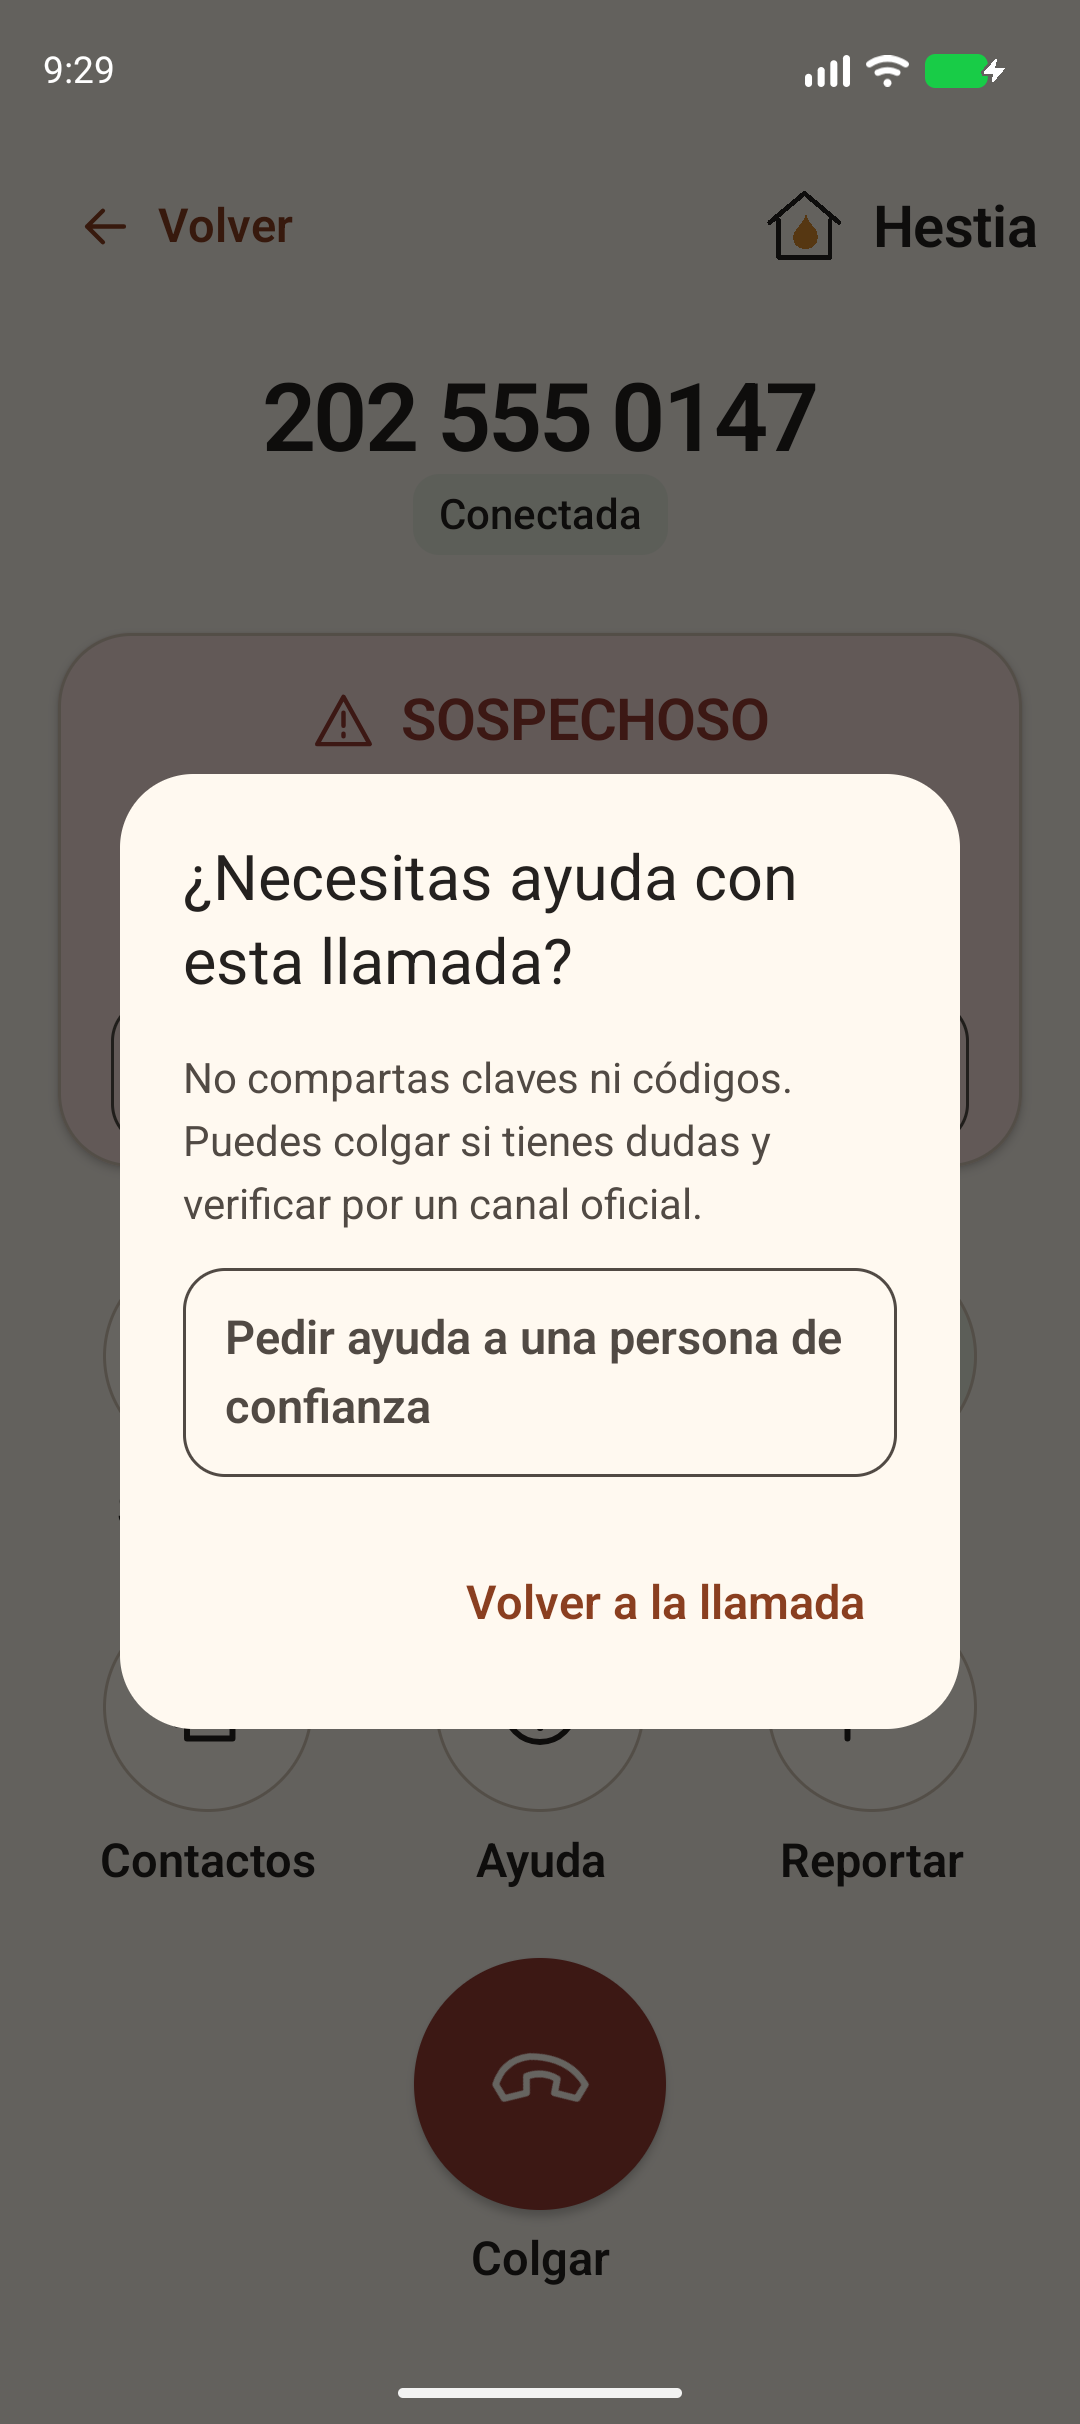 9:29
Volver
Hestia
202 555 0147
Conectada
SOSPECHOSO
¿Necesitas ayuda con
esta llamada?
No compartas claves ni códigos.
Puedes colgar si tienes dudas y
verificar por un canal oficial.
Pedir ayuda a una persona de
confianza
Volver a la llamada
Contactos
Ayuda
Reportar
Colgar